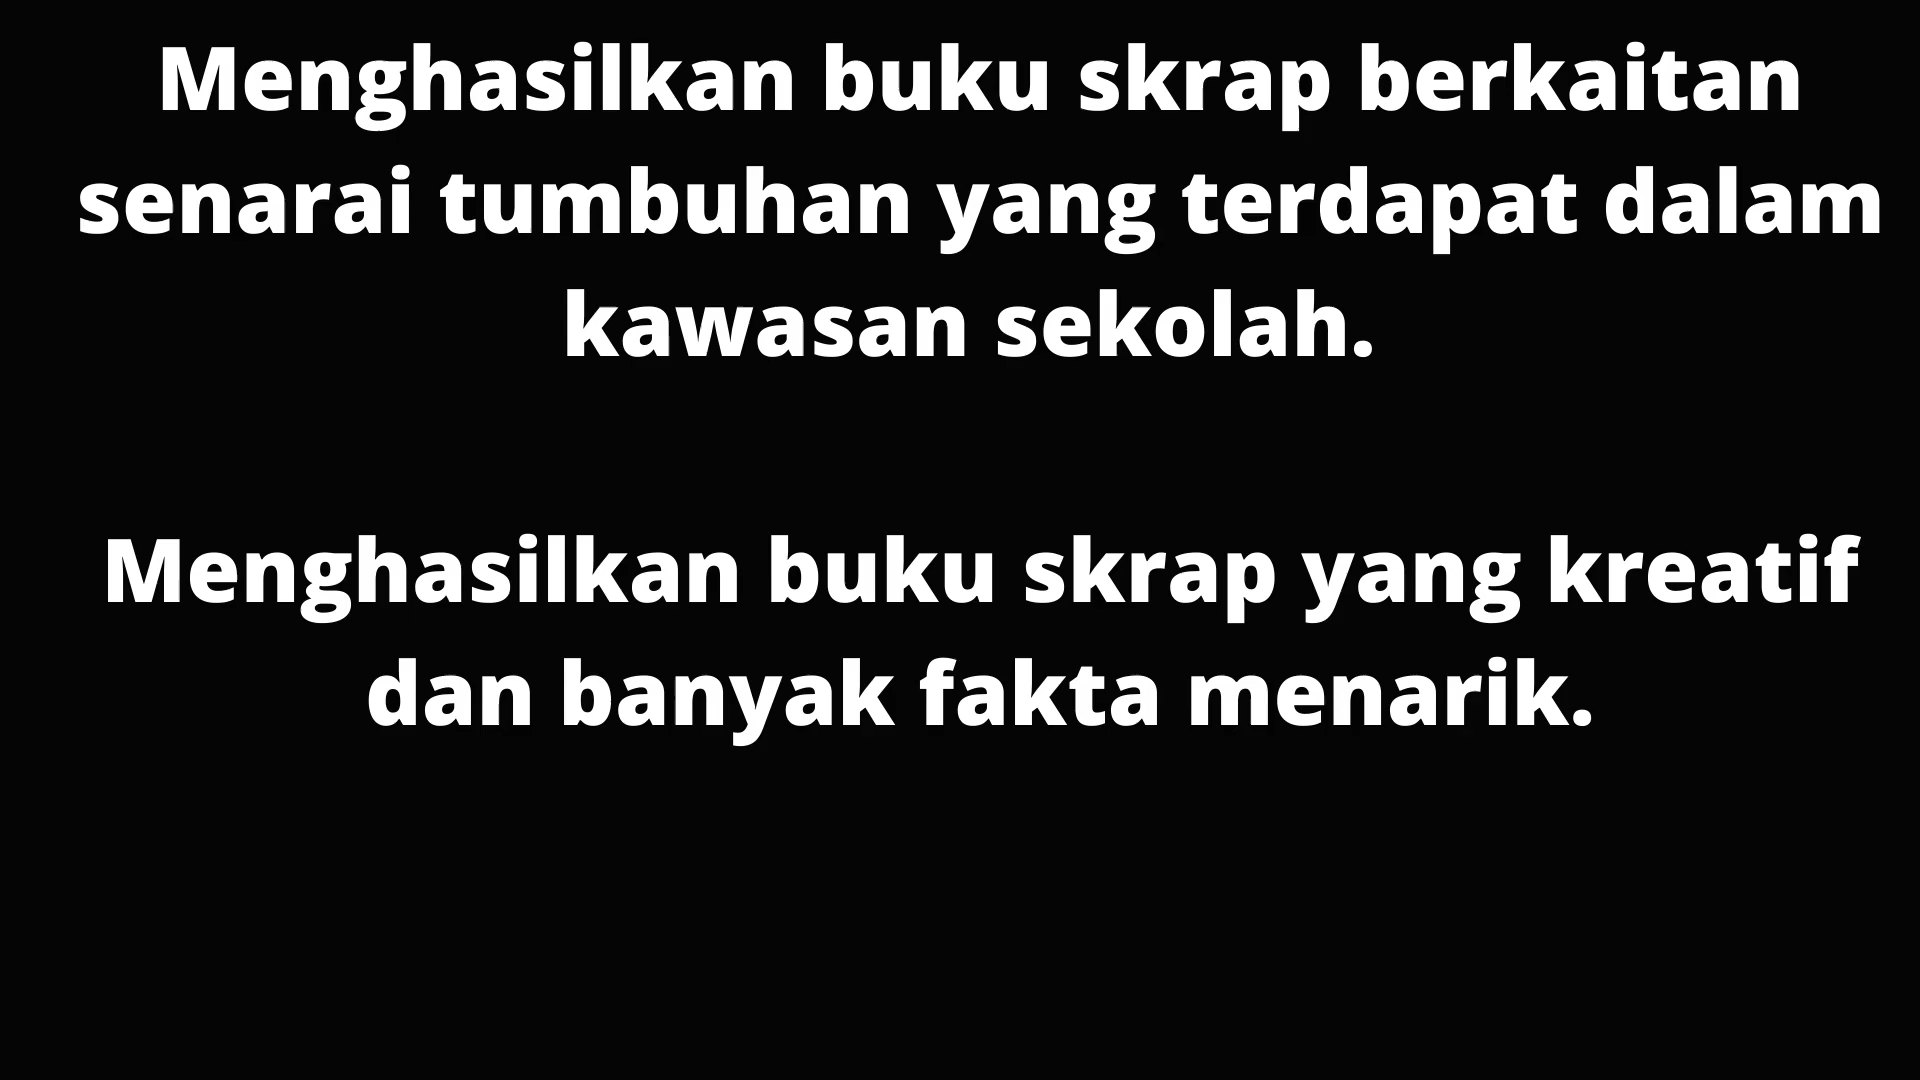 Menghasilkan buku skrap berkaitan
senarai tumbuhan yang terdapat dalam
kawasan sekolah.
Menghasilkan buku skrap yang kreatif
dan banyak fakta menarik.